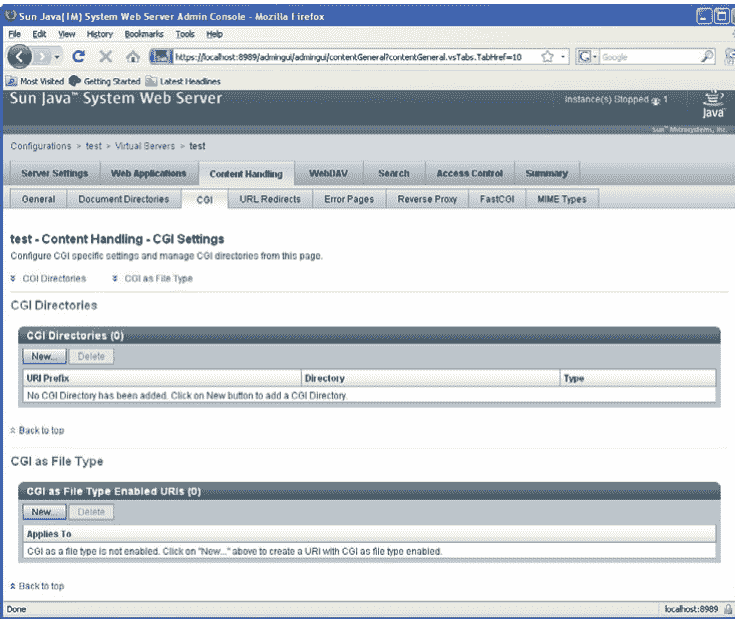 Sun Java[TM] System Web Server Admin Console - Mozilla Firefox
File Edit View History Bookmarks Tools Help
https://localhost:8989/admingui/admingui/contentGeneral?contentGeneral.vsTabs.TabHref=10 Google
Most Visited Getting Started Latest Headlines
Sun Java™ System Web Server
Instance(s) Stopped 1
Java
Sun™ Microsystems, Inc.
Configurations > test > Virtual Servers > test
Server Settings Web Applications Content Handling WebDAV Search Access Control Summary
General Document Directories CGI URL Redirects Error Pages Reverse Proxy FastCGI MIME Types
test - Content Handling - CGI Settings
Configure CGI specific settings and manage CGI directories from this page.
CGI Directories CGI as File Type
CGI Directories
CGI Directories (0)
New... Delete
URI Prefix Directory Type
No CGI Directory has been added. Click on New button to add a CGI Directory.
Back to top
CGI as File Type
CGI as File Type Enabled URIs (0)
New... Delete
Applies To
CGI as a file type is not enabled. Click on "New..." above to create a URI with CGI as file type enabled.
Back to top
Done localhost:8989